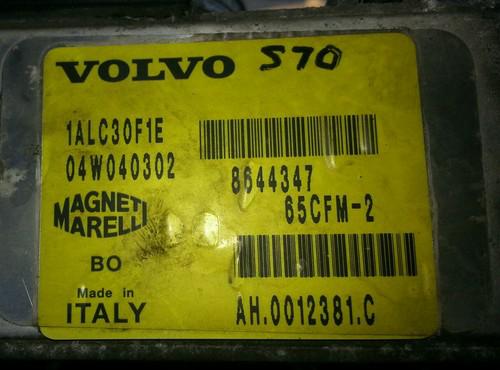 VOLVO S70
1ALC30F1E
04W040302
8644347
65CFM-2
MAGNETI
MARELLI
BO
Made in
ITALY
AH.0012381.C